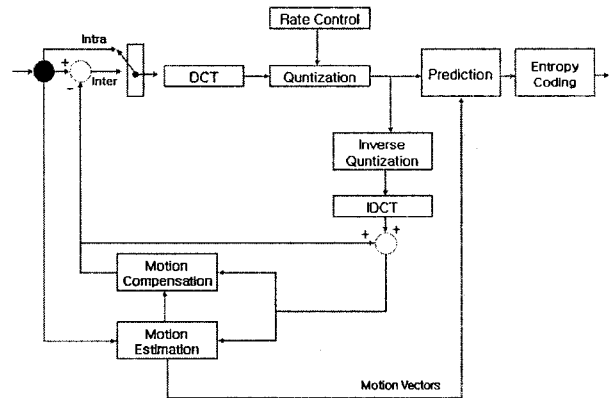 Rate Control
Intra
+
Inter
−
DCT
Quntization
Prediction
Entropy
Coding
Inverse
Quntization
IDCT
+
+
Motion
Compensation
Motion
Estimation
Motion Vectors